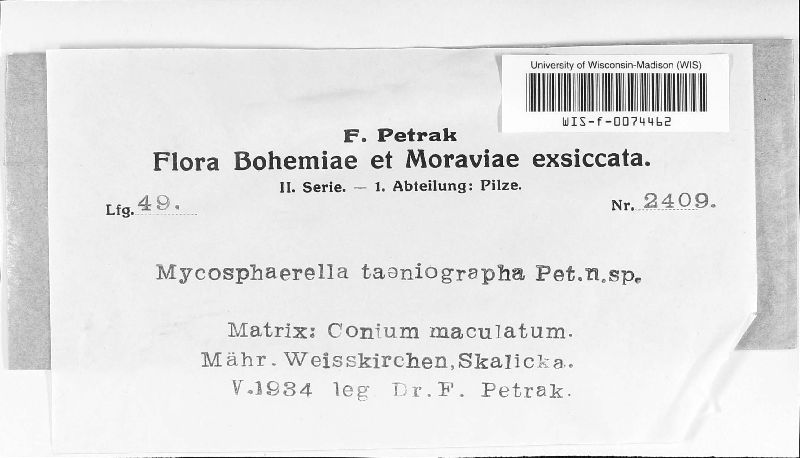 University of Wisconsin-Madison (WIS)
WIS-f-0074462
F. Petrak
Flora Bohemiae et Moraviae exsiccata.
II. Serie. — 1. Abteilung: Pilze.
Lfg. 49. Nr. 2409.
Mycosphaerella taeniographa Pet.n.sp.
Matrix: Conium maculatum.
Mähr. Weisskirchen, Skalicka.
V.1934 leg Dr. F. Petrak.